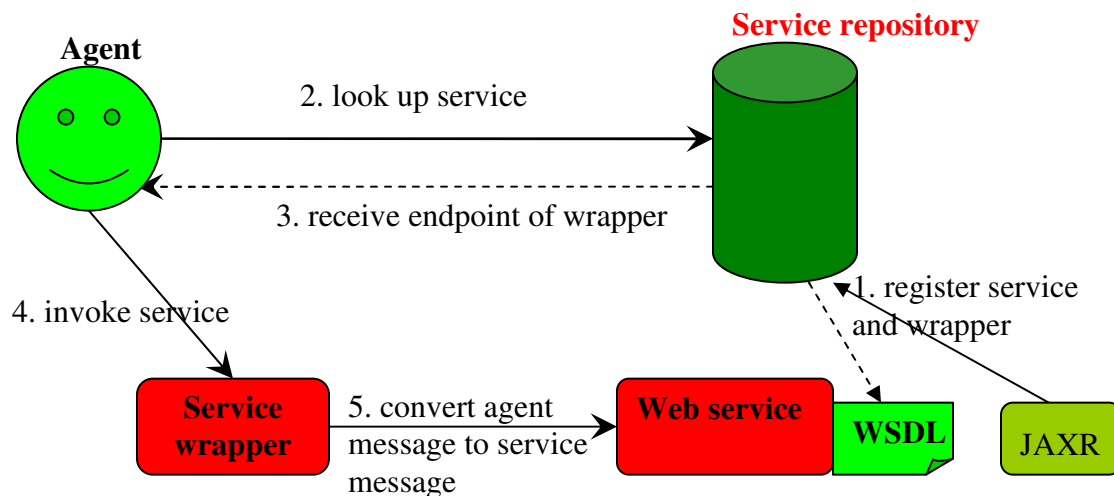 Service repository
Agent
2. look up service
3. receive endpoint of wrapper
1. register service
and wrapper
4. invoke service
Service
wrapper
5. convert agent
message to service
message
Web service
WSDL
JAXR